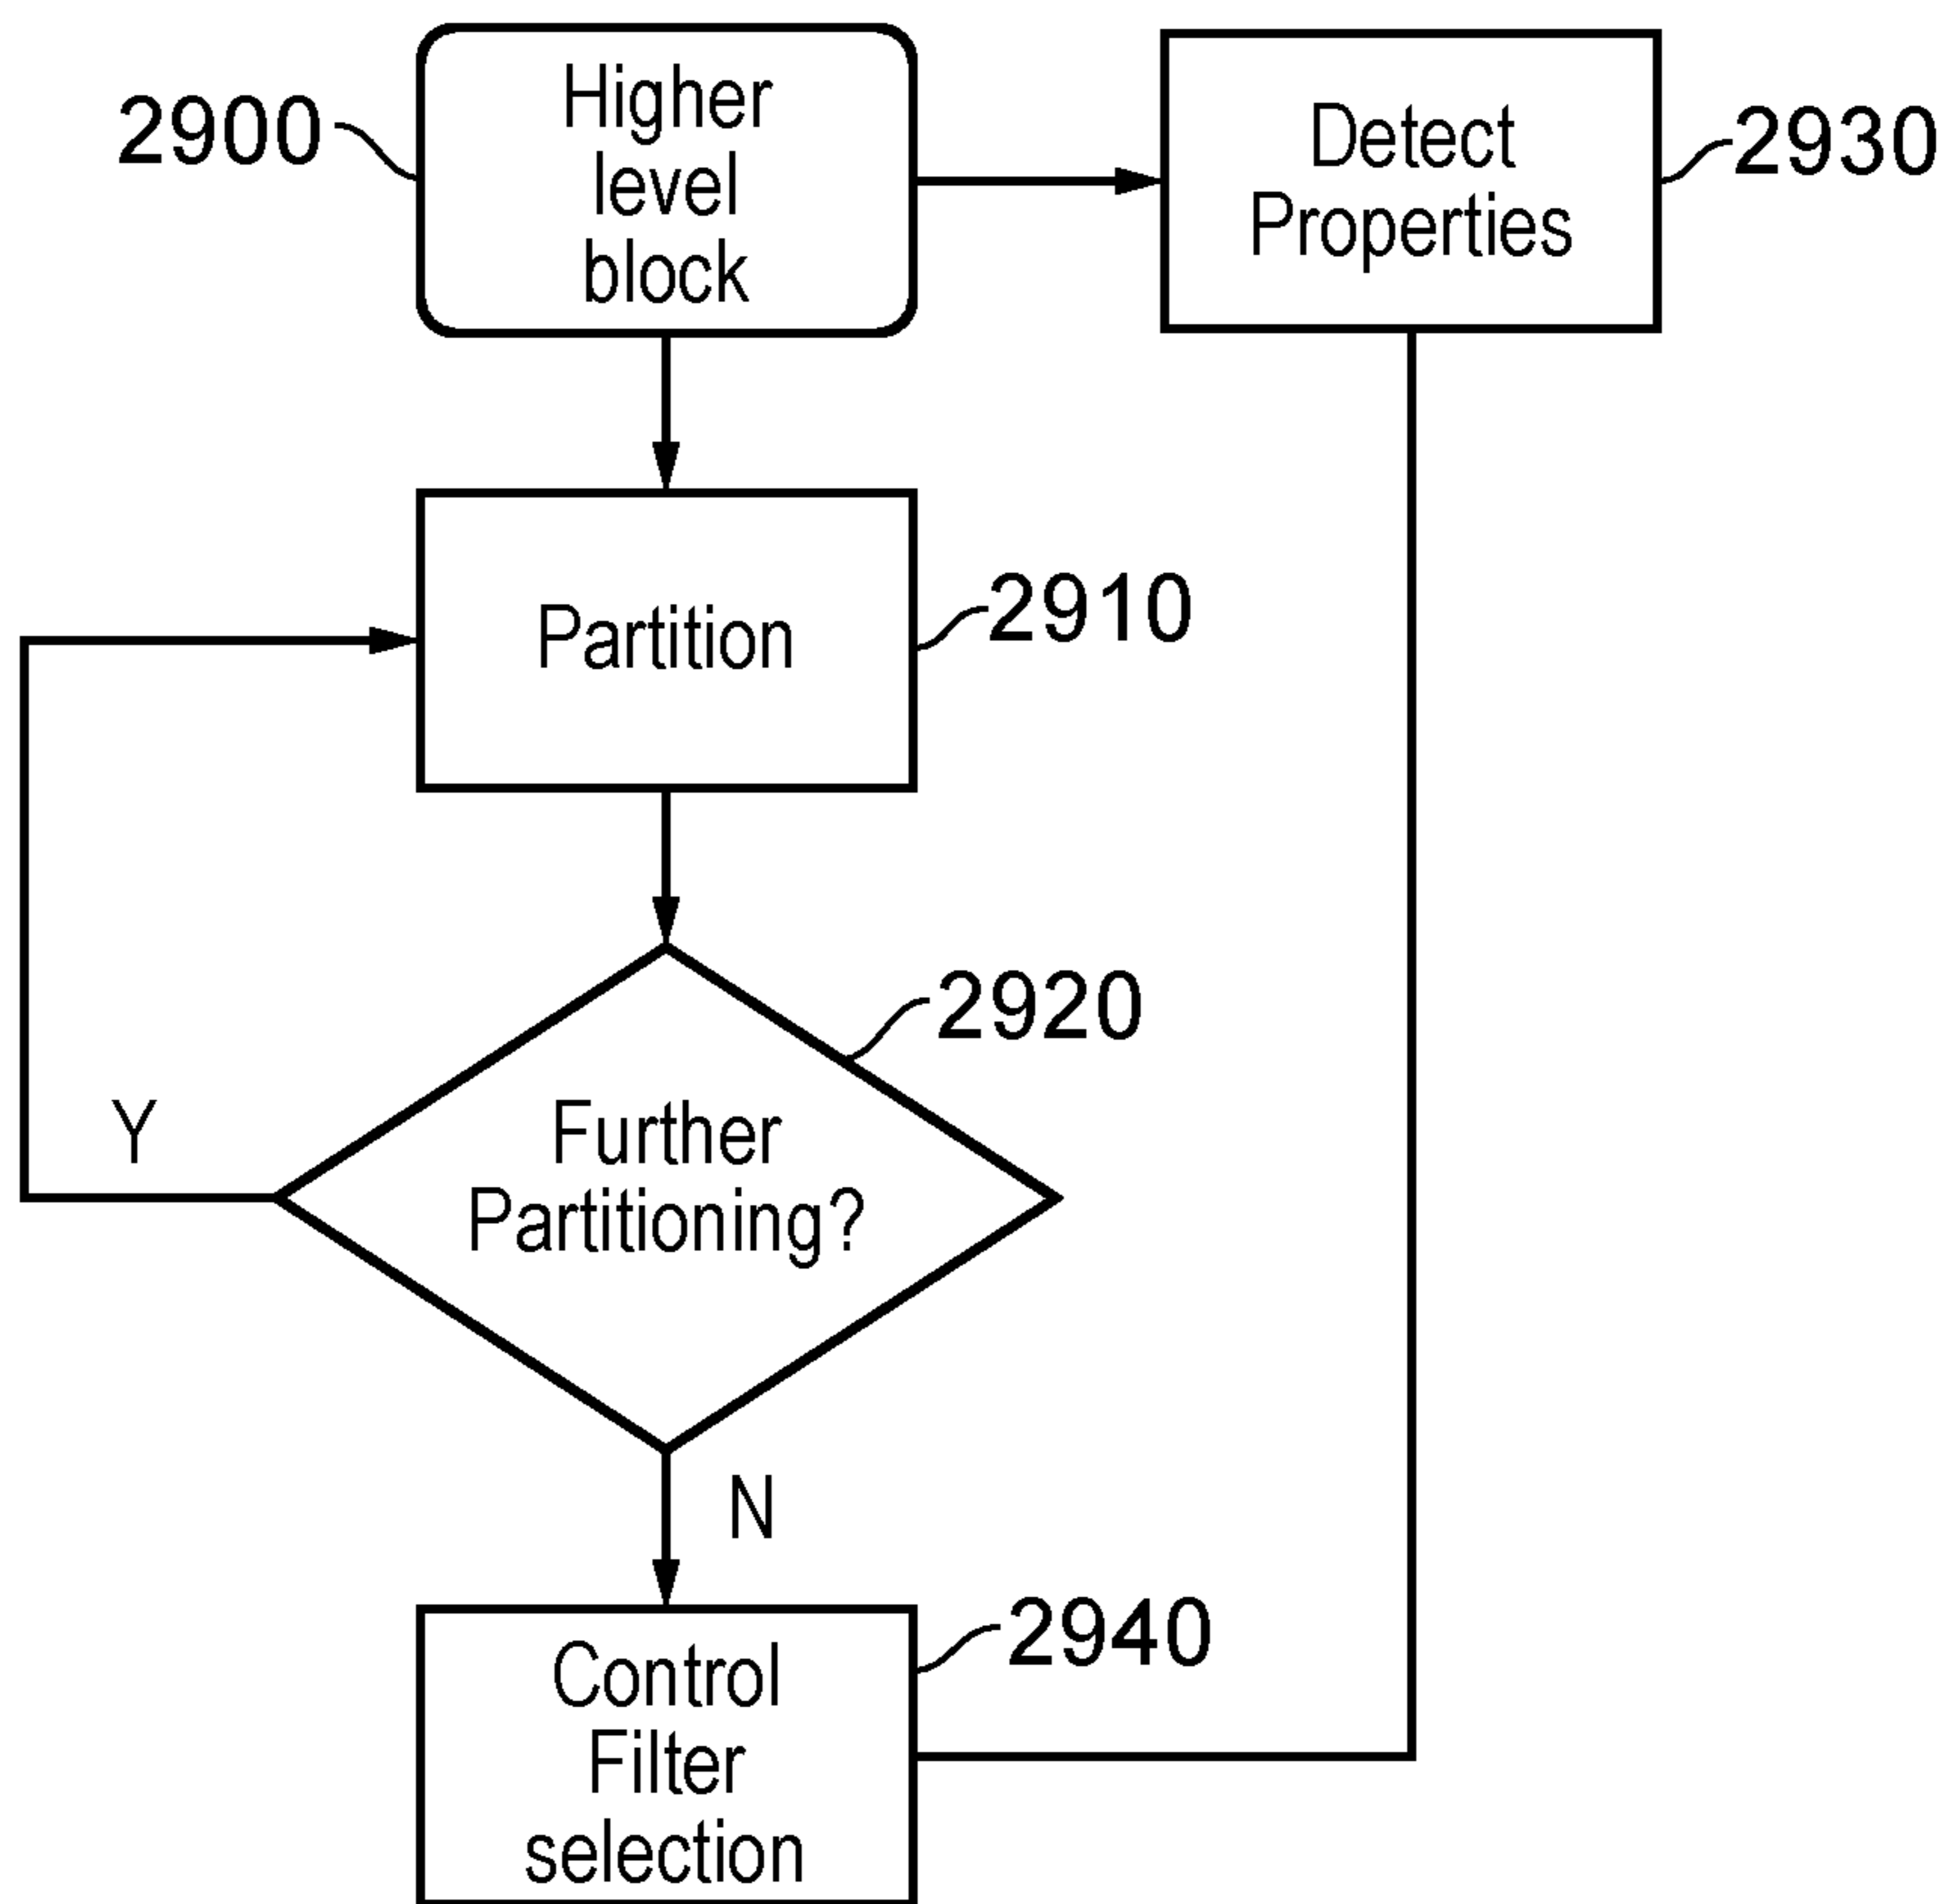 2900
Higher
level
block
Detect
Properties
2930
Partition
2910
2920
Y
Further
Partitioning?
N
2940
Control
Filter
selection